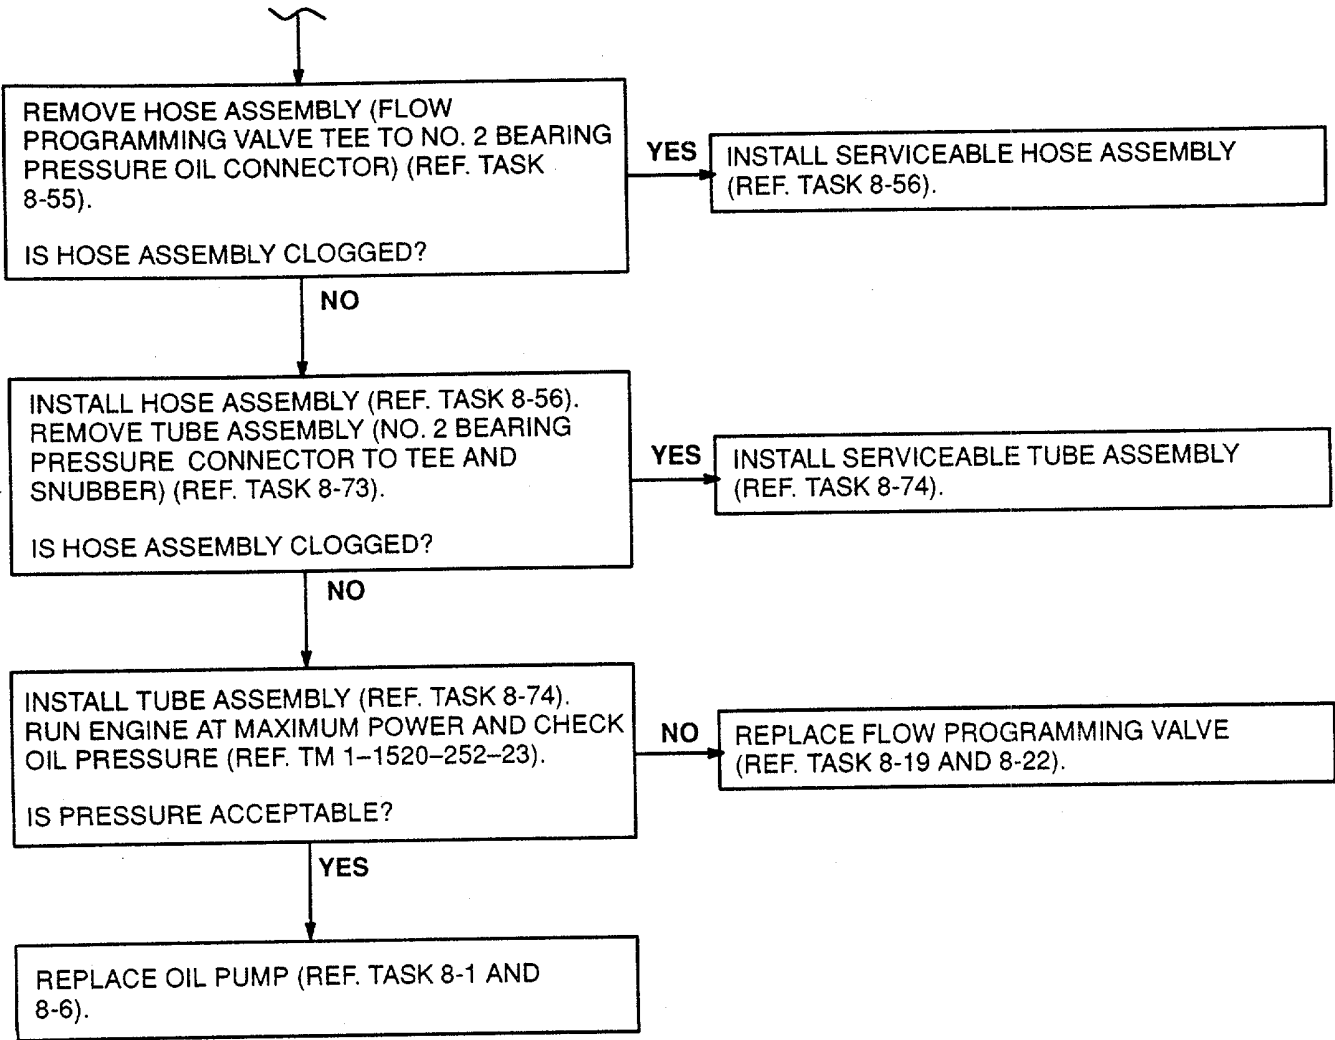 REMOVE HOSE ASSEMBLY (FLOW
PROGRAMMING VALVE TEE TO NO. 2 BEARING
PRESSURE OIL CONNECTOR) (REF. TASK
8-55).
IS HOSE ASSEMBLY CLOGGED?
YES
INSTALL SERVICEABLE HOSE ASSEMBLY
(REF. TASK 8-56).
NO
INSTALL HOSE ASSEMBLY (REF. TASK 8-56).
REMOVE TUBE ASSEMBLY (NO. 2 BEARING
PRESSURE CONNECTOR TO TEE AND
SNUBBER) (REF. TASK 8-73).
IS HOSE ASSEMBLY CLOGGED?
YES
INSTALL SERVICEABLE TUBE ASSEMBLY
(REF. TASK 8-74).
NO
INSTALL TUBE ASSEMBLY (REF. TASK 8-74).
RUN ENGINE AT MAXIMUM POWER AND CHECK
OIL PRESSURE (REF. TM 1–1520–252–23).
IS PRESSURE ACCEPTABLE?
NO
REPLACE FLOW PROGRAMMING VALVE
(REF. TASK 8-19 AND 8-22).
YES
REPLACE OIL PUMP (REF. TASK 8-1 AND
8-6).